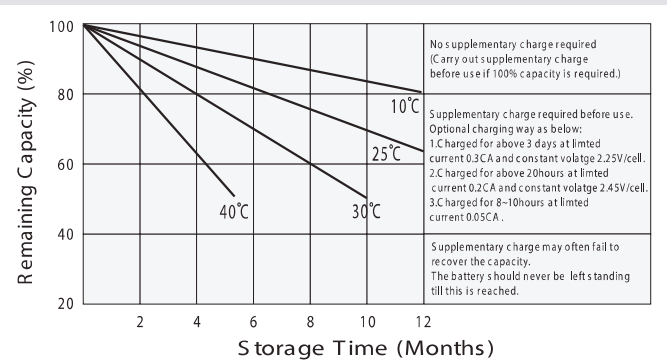 100
80
60
40
20
Remaining Capacity (%)
10℃
25℃
30℃
40℃
2 4 6 8 10 12
Storage Time (Months)
No supplementary charge required
(Carry out supplementary charge
before use if 100% capacity is required.)
Supplementary charge required before use.
Optional charging way as below:
1.Charged for above 3 days at limted
current 0.3CA and constant volatge 2.25V/cell.
2.Charged for above 20hours at limted
current 0.2CA and constant volatge 2.45V/cell.
3.Charged for 8~10hours at limted
current 0.05CA .
Supplementary charge may often fail to
recover the capacity.
The battery should never be left standing
till this is reached.